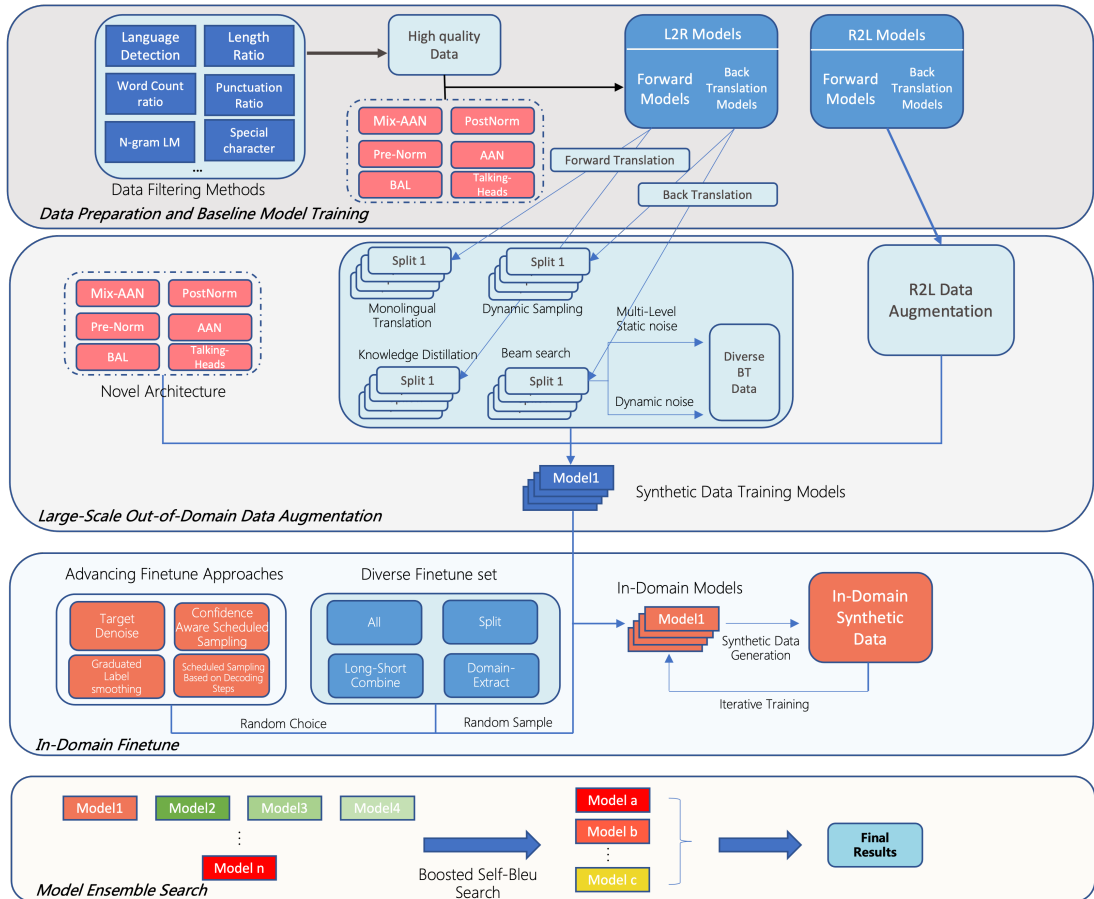 Language
Detection
Length
Ratio
Word Count
ratio
Punctuation
Ratio
N-gram LM
Special
character
...
Data Filtering Methods
High quality
Data
Mix-AAN
PostNorm
Pre-Norm
AAN
BAL
Talking-
Heads
L2R Models
Forward
Models
Back
Translation
Models
R2L Models
Forward
Models
Back
Translation
Models
Forward Translation
Back Translation
Data Preparation and Baseline Model Training
Mix-AAN
PostNorm
Pre-Norm
AAN
BAL
Talking-
Heads
Novel Architecture
Split 1
Monolingual
Translation
Split 1
Dynamic Sampling
Knowledge Distillation
Split 1
Beam search
Split 1
Multi-Level
Static noise
Dynamic noise
Diverse
BT
Data
R2L Data
Augmentation
Model1
Synthetic Data Training Models
Large-Scale Out-of-Domain Data Augmentation
Advancing Finetune Approaches
Target
Denoise
Confidence
Aware Scheduled
Sampling
Graduated
Label
smoothing
Scheduled Sampling
Based on Decoding
Steps
Diverse Finetune set
All
Split
Long-Short
Combine
Domain-
Extract
Random Choice
Random Sample
In-Domain Models
Model1
Synthetic Data
Generation
In-Domain
Synthetic
Data
Iterative Training
In-Domain Finetune
Model1
Model2
Model3
Model4
⋮
Model n
Boosted Self-Bleu
Search
Model a
Model b
⋮
Model c
Final
Results
Model Ensemble Search